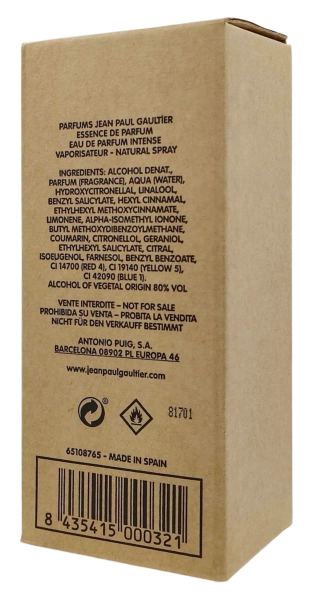 PARFUMS JEAN PAUL GAULTIER
ESSENCE DE PARFUM
EAU DE PARFUM INTENSE
VAPORISATEUR - NATURAL SPRAY
INGREDIENTS: ALCOHOL DENAT.,
PARFUM (FRAGRANCE), AQUA (WATER),
HYDROXYCITRONELLAL, LINALOOL,
BENZYL SALICYLATE, HEXYL CINNAMAL,
ETHYLHEXYL METHOXYCINNAMATE,
LIMONENE, ALPHA-ISOMETHYL IONONE,
BUTYL METHOXYDIBENZOYLMETHANE,
COUMARIN, CITRONELLOL, GERANIOL,
ETHYLHEXYL SALICYLATE, CITRAL,
ISOEUGENOL, FARNESOL, BENZYL BENZOATE,
CI 14700 (RED 4), CI 19140 (YELLOW 5),
CI 42090 (BLUE 1).
ALCOHOL OF VEGETAL ORIGIN 80% VOL
VENTE INTERDITE – NOT FOR SALE
PROHIBIDA SU VENTA – PROBITA LA VENDITA
NICHT FÜR DEN VERKAUFF BESTIMMT
ANTONIO PUIG, S.A.
BARCELONA 08902 PL EUROPA 46
www.jeanpaulgaultier.com
81701
65108765 - MADE IN SPAIN
8 435415 000321